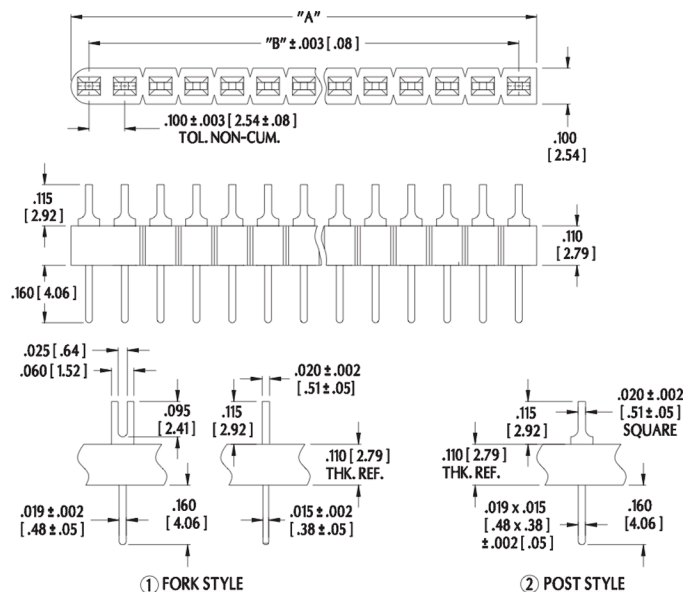 "A"
"B" ±.003 [ .08 ]
.100 ±.003 [ 2.54 ±.08 ]
TOL. NON-CUM.
.100
[ 2.54 ]
.115
[ 2.92 ]
.110
[ 2.79 ]
.160 [ 4.06 ]
.025 [ .64 ]
.060 [ 1.52 ]
.095
[ 2.41 ]
.019 ±.002
[ .48 ±.05 ]
.160
[ 4.06 ]
.020 ±.002
[ .51 ±.05 ]
.115
[ 2.92 ]
.110 [ 2.79 ]
THK. REF.
.015 ±.002
[ .38 ±.05 ]
1 FORK STYLE
.115
[ 2.92 ]
.020 ±.002
[ .51 ±.05 ]
SQUARE
.110 [ 2.79 ]
THK. REF.
.019 x .015
[ .48 x .38 ]
±.002 [ .05 ]
.160
[4.06 ]
2 POST STYLE